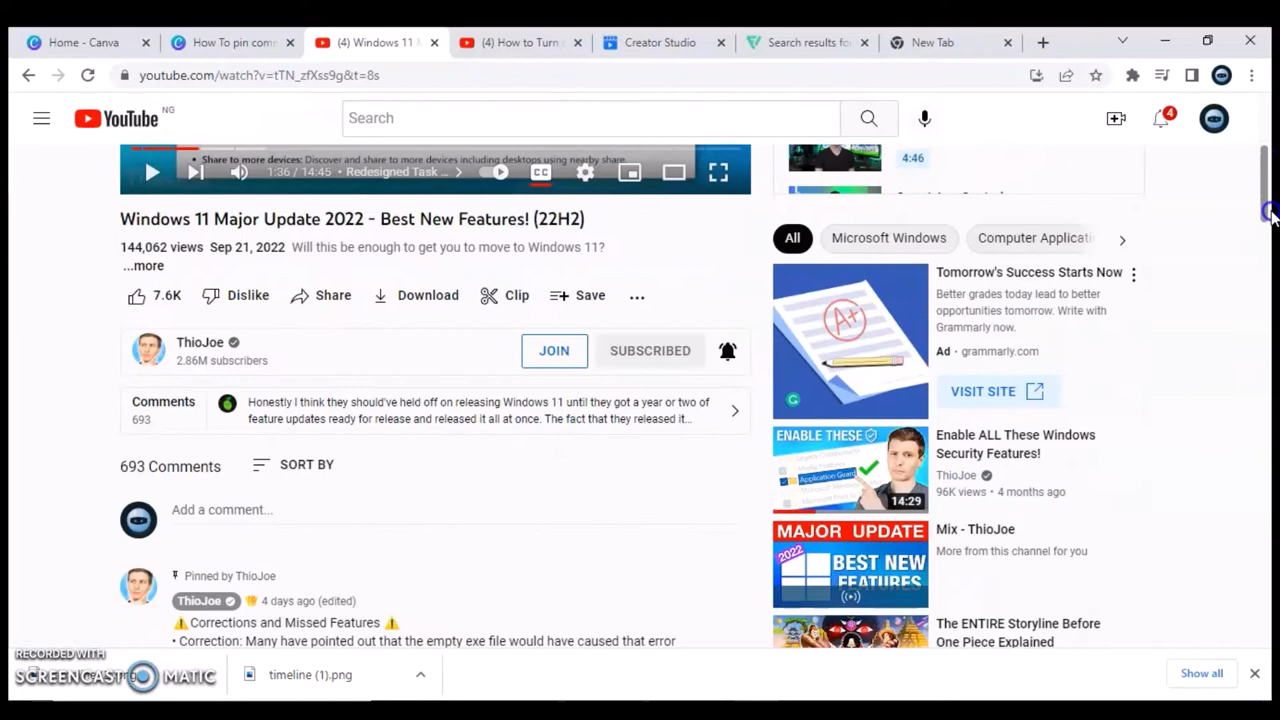 Home - Canva
How To pin com
(4) Windows 11 M
(4) How to Turn
Creator Studio
Search results fo
New Tab
youtube.com/watch?v=tTN_zfXss9g&t=8s
YouTube NG
Search
4
Share to more devices: Discover and share to more devices including desktops using nearby share.
1:36 / 14:45 • Redesigned Task ...
CC
4:46
Windows 11 Major Update 2022 - Best New Features! (22H2)
144,062 views Sep 21, 2022 Will this be enough to get you to move to Windows 11?
...more
7.6K Dislike Share Download Clip Save ...
ThioJoe
2.86M subscribers
JOIN
SUBSCRIBED
Comments
693
Honestly I think they should've held off on releasing Windows 11 until they got a year or two of
feature updates ready for release and released it all at once. The fact that they released it...
693 Comments SORT BY
Add a comment...
Pinned by ThioJoe
ThioJoe 4 days ago (edited)
⚠️Corrections and Missed Features ⚠️
• Correction: Many have pointed out that the empty exe file would have caused that error
All
Microsoft Windows
Computer Applicati
A+
Tomorrow's Success Starts Now
Better grades today lead to better
opportunities tomorrow. Write with
Grammarly now.
Ad • grammarly.com
VISIT SITE
ENABLE THESE
Application Guard
14:29
Enable ALL These Windows
Security Features!
ThioJoe
96K views • 4 months ago
MAJOR UPDATE
2022
BEST NEW
FEATURES
Mix - ThioJoe
More from this channel for you
The ENTIRE Storyline Before
One Piece Explained
RECORDED WITH
SCREENCAST MATIC
timeline (1).png
Show all